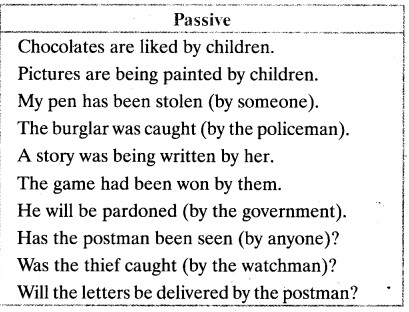 Passive
Chocolates are liked by children.
Pictures are being painted by children.
My pen has been stolen (by someone).
The burglar was caught (by the policeman).
A story was being written by her.
The game had been won by them.
He will be pardoned (by the government).
Has the postman been seen (by anyone)?
Was the thief caught (by the watchman)?
Will the letters be delivered by the postman?